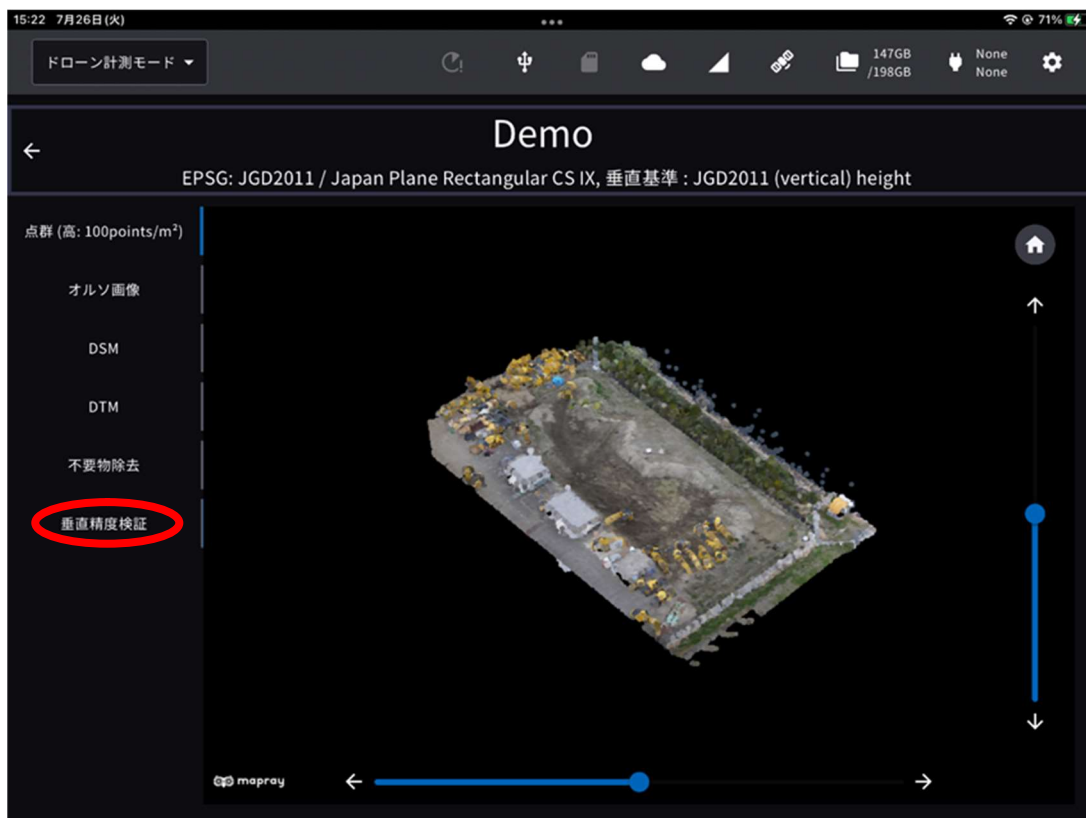 15:22 7月26日(火)
71%
ドローン計測モード
147GB
/198GB
None
None
Demo
EPSG: JGD2011 / Japan Plane Rectangular CS IX, 垂直基準 : JGD2011 (vertical) height
点群 (高: 100points/m²)
オルソ画像
DSM
DTM
不要物除去
垂直精度検証
mapray